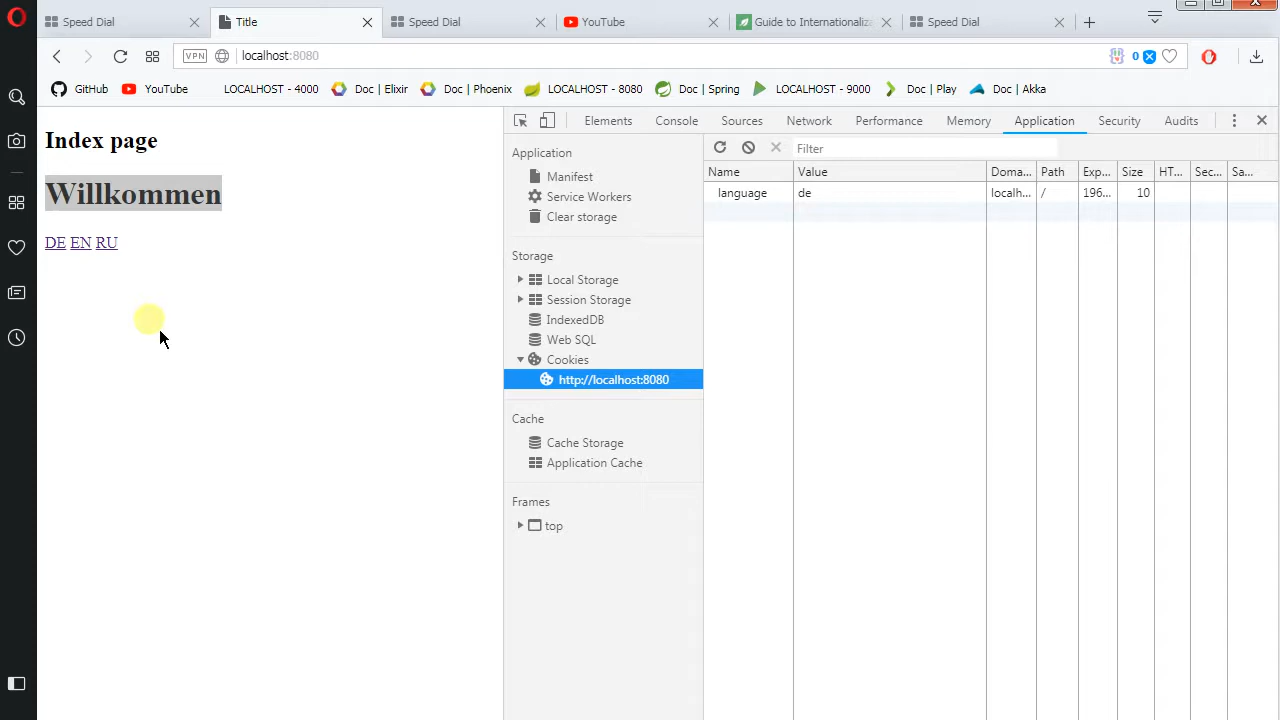 Speed Dial
Title
Speed Dial
YouTube
Guide to Internationaliza
Speed Dial
VPN
localhost:8080
0
GitHub
YouTube
LOCALHOST - 4000
Doc | Elixir
Doc | Phoenix
LOCALHOST - 8080
Doc | Spring
LOCALHOST - 9000
Doc | Play
Doc | Akka
Index page
Willkommen
DE EN RU
Elements
Console
Sources
Network
Performance
Memory
Application
Security
Audits
Application
Manifest
Service Workers
Clear storage
Storage
Local Storage
Session Storage
IndexedDB
Web SQL
Cookies
http://localhost:8080
Cache
Cache Storage
Application Cache
Frames
top
Filter
Name Value Doma... Path Exp... Size HT... Sec... Sa...
language de localh... / 196... 10